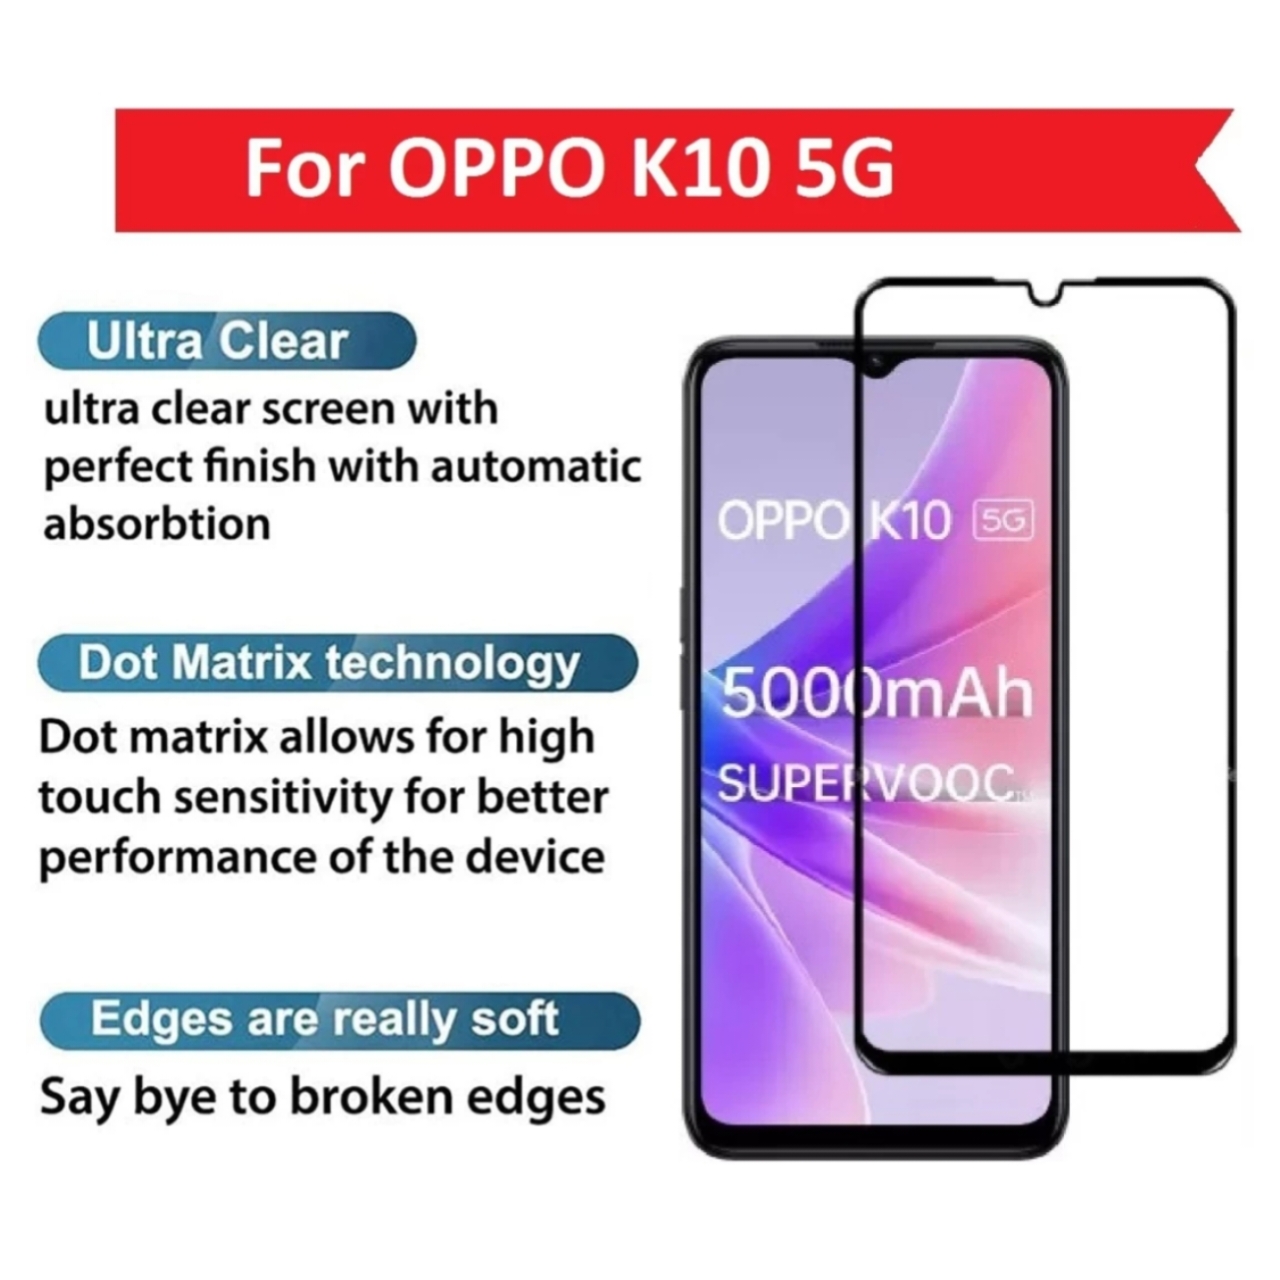 For OPPO K10 5G
Ultra Clear
ultra clear screen with
perfect finish with automatic
absorbtion
Dot Matrix technology
Dot matrix allows for high
touch sensitivity for better
performance of the device
Edges are really soft
Say bye to broken edges
OPPO K10 5G
5000mAh
SUPERVOOC™